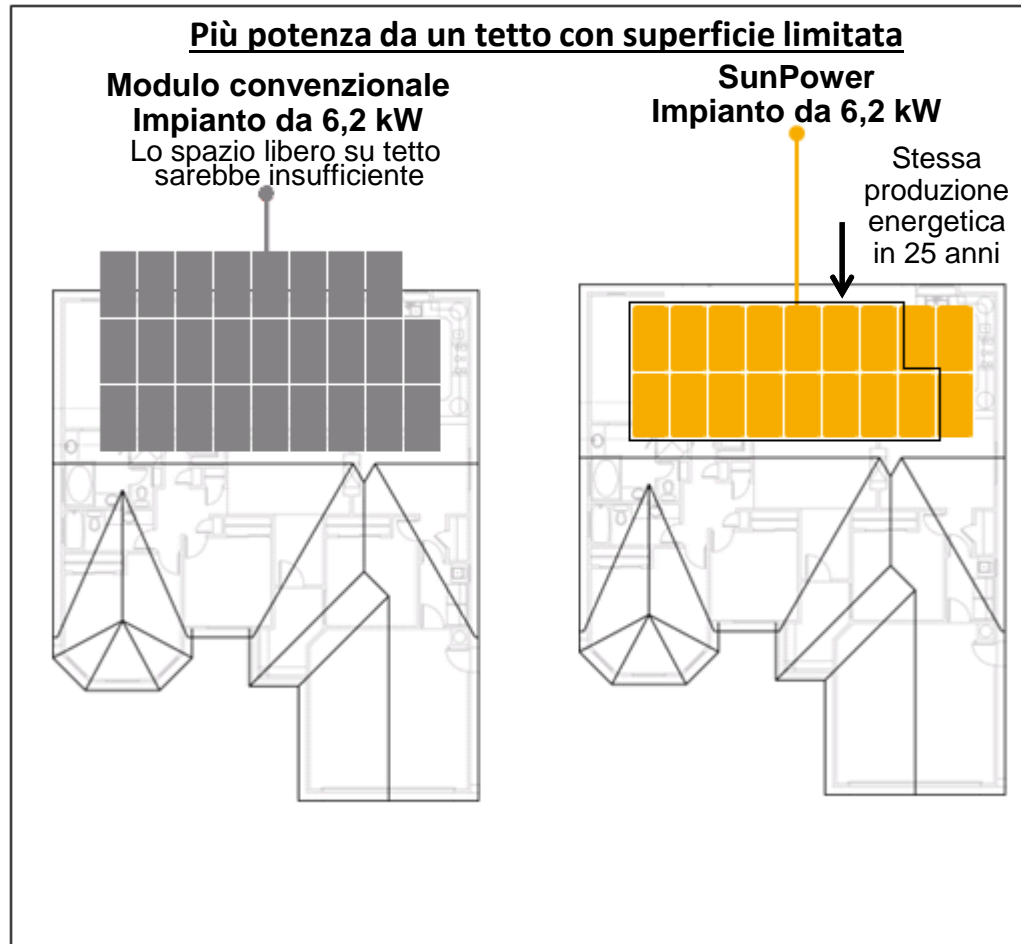 Più potenza da un tetto con superficie limitata
Modulo convenzionale
Impianto da 6,2 kW
Lo spazio libero su tetto
sarebbe insufficiente
SunPower
Impianto da 6,2 kW
Stessa
produzione
energetica
in 25 anni